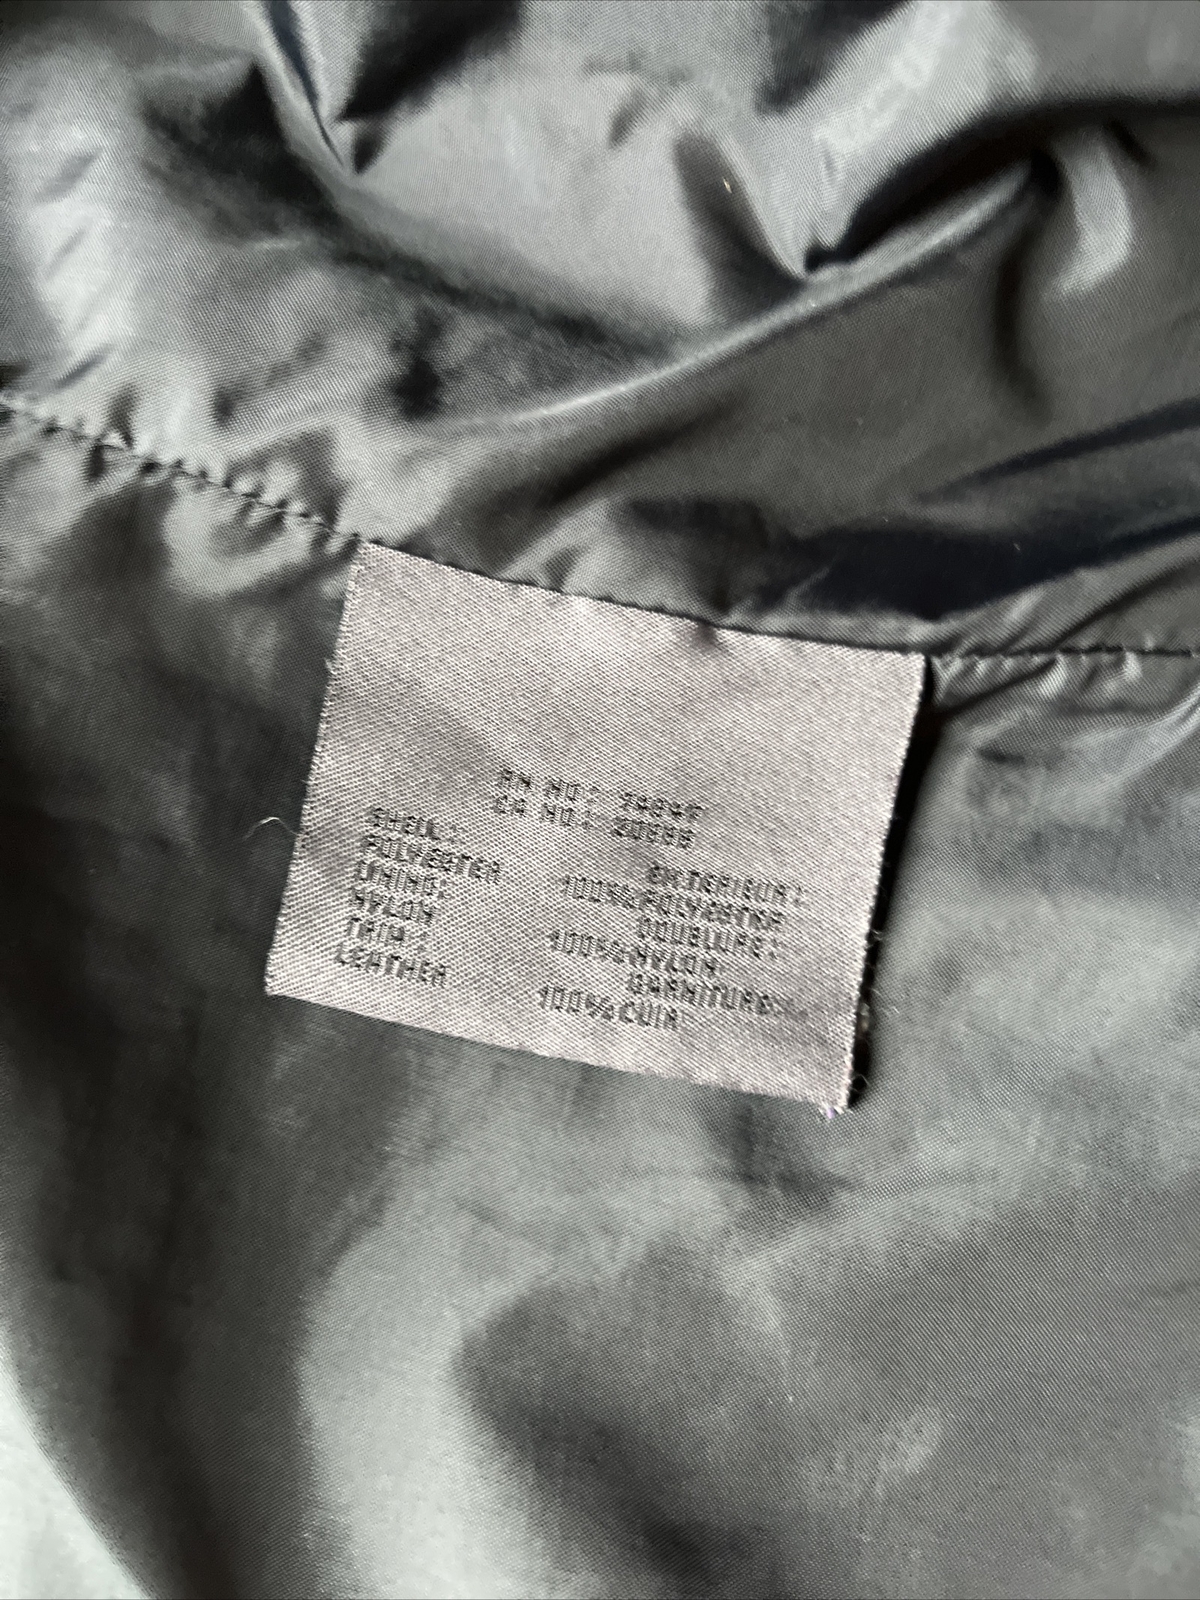 RN NO:
CA NO.:
SHELL: EXTERIEUR:
POLYESTER 100% POLYESTER
LINING: DOUBLURE:
NYLON 100% NYLON
TRIM: GARNITURE:
LEATHER 100% CUIR